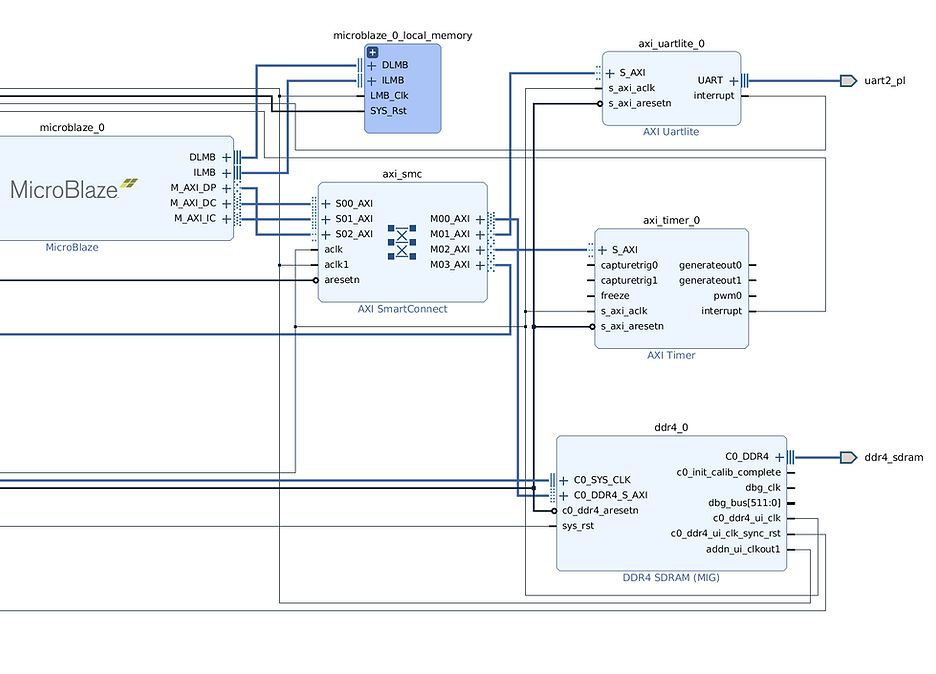 microblaze_0_local_memory
DLMB
ILMB
LMB_Clk
SYS_Rst
axi_uartlite_0
S_AXI
s_axi_aclk
s_axi_aresetn
UART
interrupt
AXI Uartlite
uart2_pl
microblaze_0
MicroBlaze
DLMB
ILMB
M_AXI_DP
M_AXI_DC
M_AXI_IC
MicroBlaze
axi_smc
S00_AXI
S01_AXI
S02_AXI
aclk
aclk1
aresetn
M00_AXI
M01_AXI
M02_AXI
M03_AXI
AXI SmartConnect
axi_timer_0
S_AXI
capturetrig0
capturetrig1
freeze
s_axi_aclk
s_axi_aresetn
generateout0
generateout1
pwm0
interrupt
AXI Timer
ddr4_0
C0_SYS_CLK
C0_DDR4_S_AXI
c0_ddr4_aresetn
sys_rst
C0_DDR4
c0_init_calib_complete
dbg_clk
dbg_bus[511:0]
c0_ddr4_ui_clk
c0_ddr4_ui_clk_sync_rst
addn_ui_clkout1
DDR4 SDRAM (MIG)
ddr4_sdram